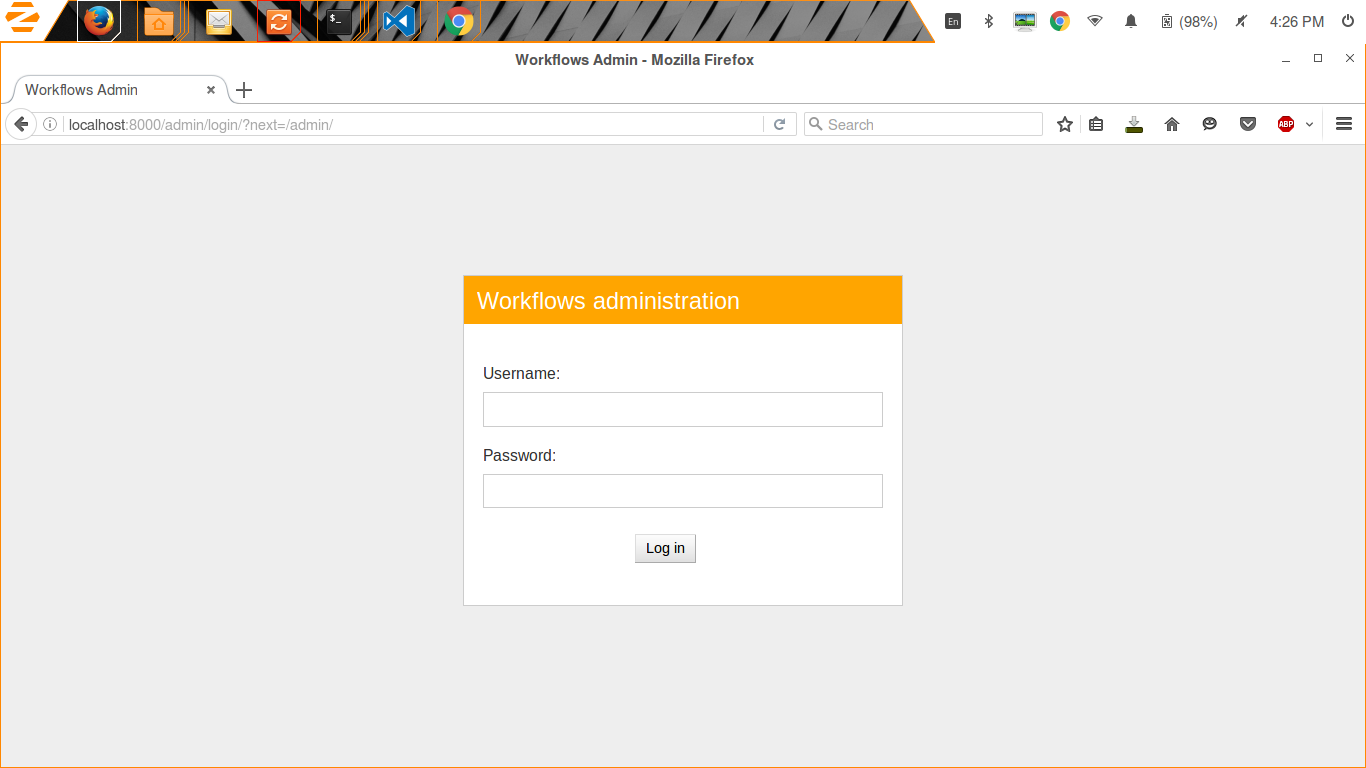 $_
En
(98%)
4:26 PM
Workflows Admin - Mozilla Firefox
Workflows Admin
localhost:8000/admin/login/?next=/admin/
Search
ABP
Workflows administration
Username:
Password:
Log in